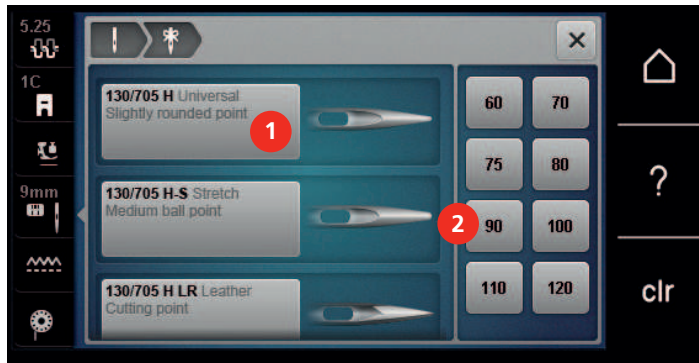 5.25
1C
9mm
130/705 H Universal
Slightly rounded point
1
130/705 H-S Stretch
Medium ball point
2
130/705 H LR Leather
Cutting point
60 70
75 80
90 100
110 120
?
clr